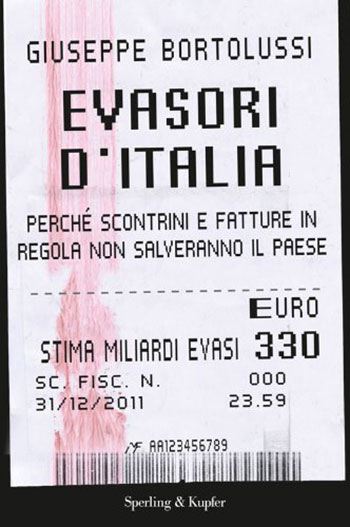 GIUSEPPE BORTOLUSSI
EVASORI
D'ITALIA
PERCHÉ SCONTRINI E FATTURE IN
REGOLA NON SALVERANNO IL PAESE
EURO
STIMA MILIARDI EVASI 330
SC. FISC. N. 000
31/12/2011 23.59
MF AA123456789
Sperling & Kupfer